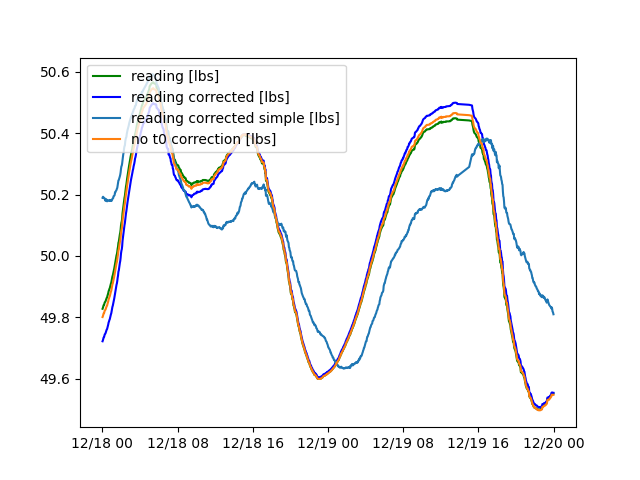 50.6
50.4
50.2
50.0
49.8
49.6
reading [lbs]
reading corrected [lbs]
reading corrected simple [lbs]
no t0 correction [lbs]
12/18 00 12/18 08 12/18 16 12/19 00 12/19 08 12/19 16 12/20 00